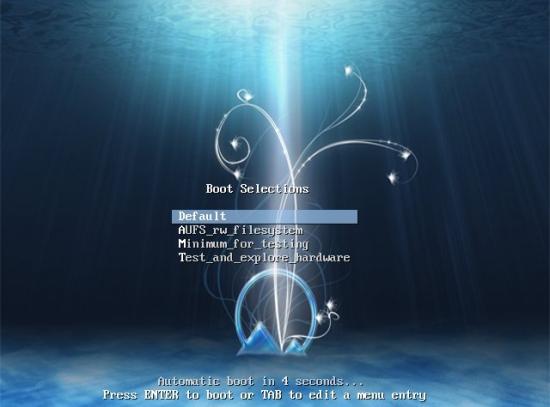 Boot Selections
Default
AUFS_rw_filesystem
Minimum_for_testing
Test_and_explore_hardware
Automatic boot in 4 seconds...
Press ENTER to boot or TAB to edit a menu entry